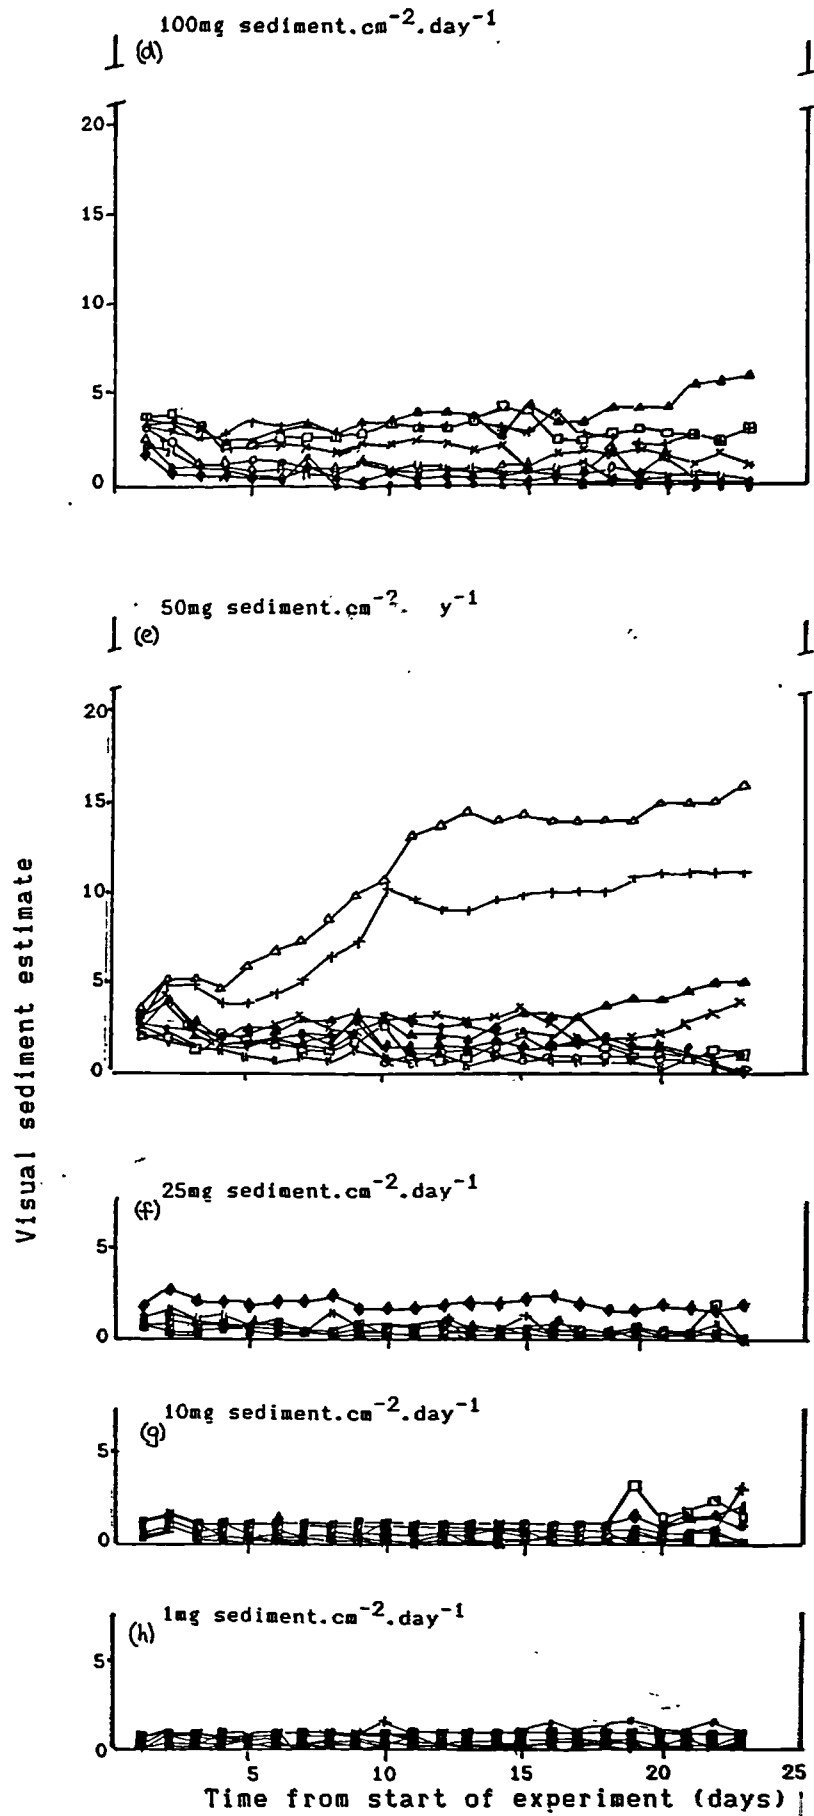 (d) 100mg sediment.cm-2.day-1
20
15
10
5
0
(e) 50mg sediment.cm-2. y-1
20
15
10
5
0
Visual sediment estimate
(f) 25mg sediment.cm-2.day-1
5
0
(g) 10mg sediment.cm-2.day-1
5
0
(h) 1mg sediment.cm-2.day-1
5
0
5 10 15 20 25
Time from start of experiment (days)